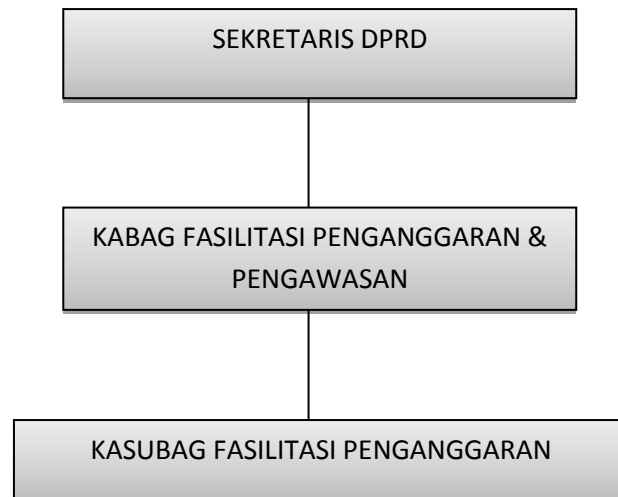 SEKRETARIS DPRD
KABAG FASILITASI PENGANGGARAN &
PENGAWASAN
KASUBAG FASILITASI PENGANGGARAN